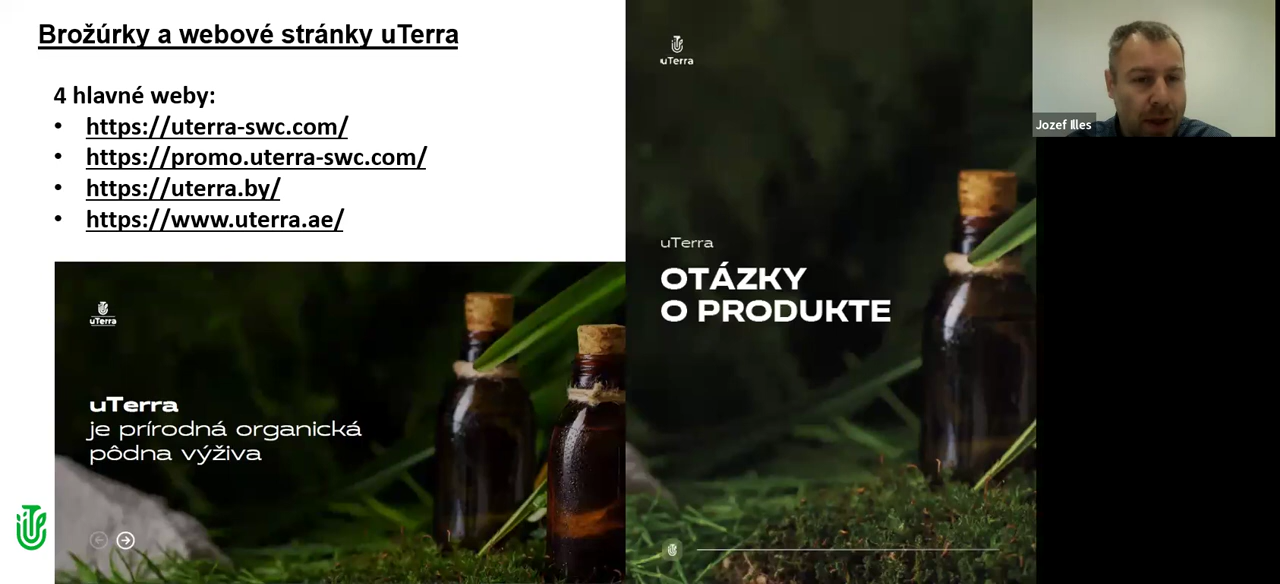 Brožúrky a webové stránky uTerra
4 hlavné weby:
• https://uterra-swc.com/
• https://promo.uterra-swc.com/
• https://uterra.by/
• https://www.uterra.ae/
uTerra
uTerra
je prírodná organická
pôdna výživa
uTerra
uTerra
OTÁZKY
O PRODUKTE
Jozef Illes